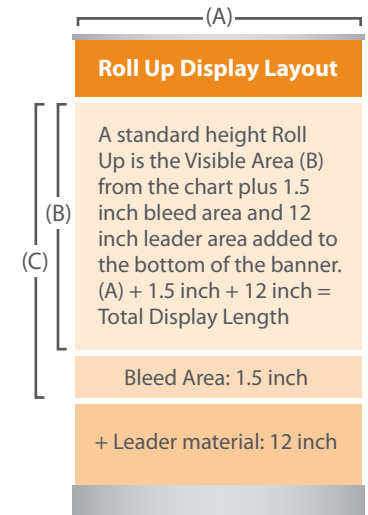 (A)
Roll Up Display Layout
A standard height Roll
Up is the Visible Area (B)
from the chart plus 1.5
inch bleed area and 12
inch leader area added to
the bottom of the banner.
(A) + 1.5 inch + 12 inch =
Total Display Length
(B)
(C)
Bleed Area: 1.5 inch
+ Leader material: 12 inch